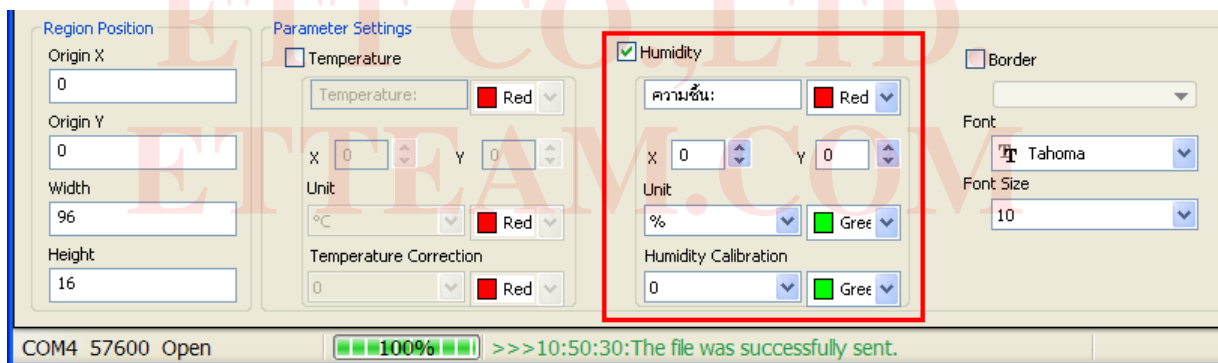 ETT CO.,LTD
ETTEAM.COM
Region Position
Origin X
0
Origin Y
0
Width
96
Height
16
Parameter Settings
Temperature
Temperature: Red
X 0 Y 0
Unit
°C Red
Temperature Correction
0 Red
Humidity
ความชื้น: Red
X 0 Y 0
Unit
% Gree
Humidity Calibration
0 Gree
Border
Font
Tahoma
Font Size
10
COM4 57600 Open 100% >>>10:50:30:The file was successfully sent.